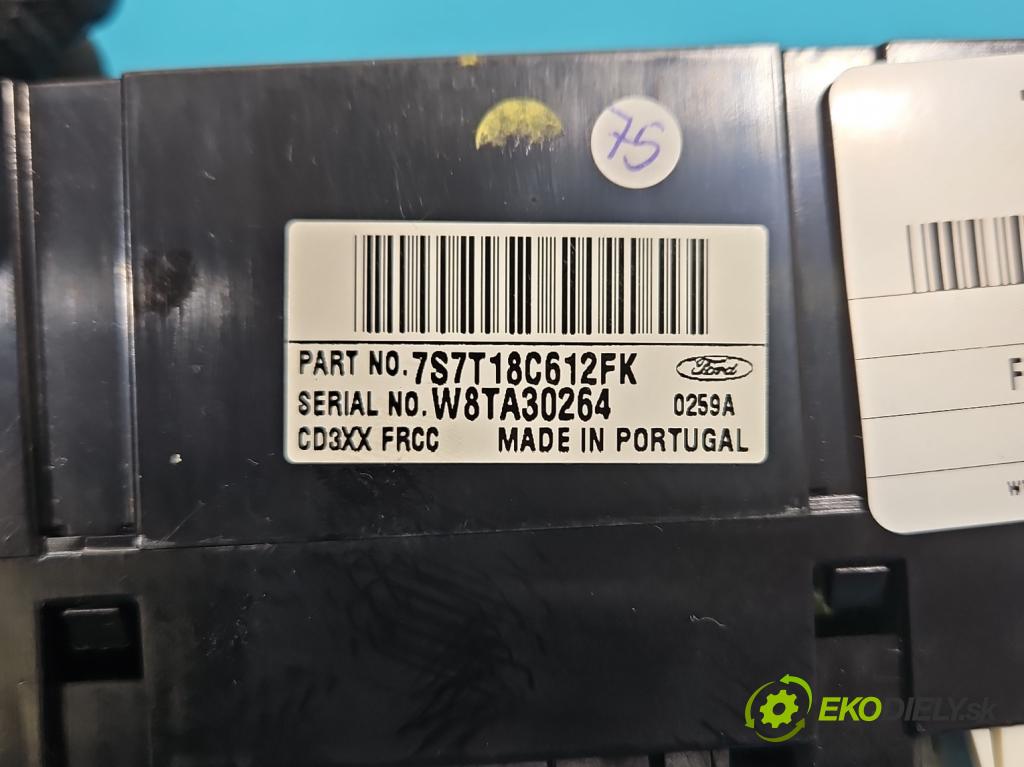 75
PART NO. 7S7T18C612FK
Ford
SERIAL NO. W8TA30264 0259A
CD3XX FRCC MADE IN PORTUGAL
F
EKODIELY.sk